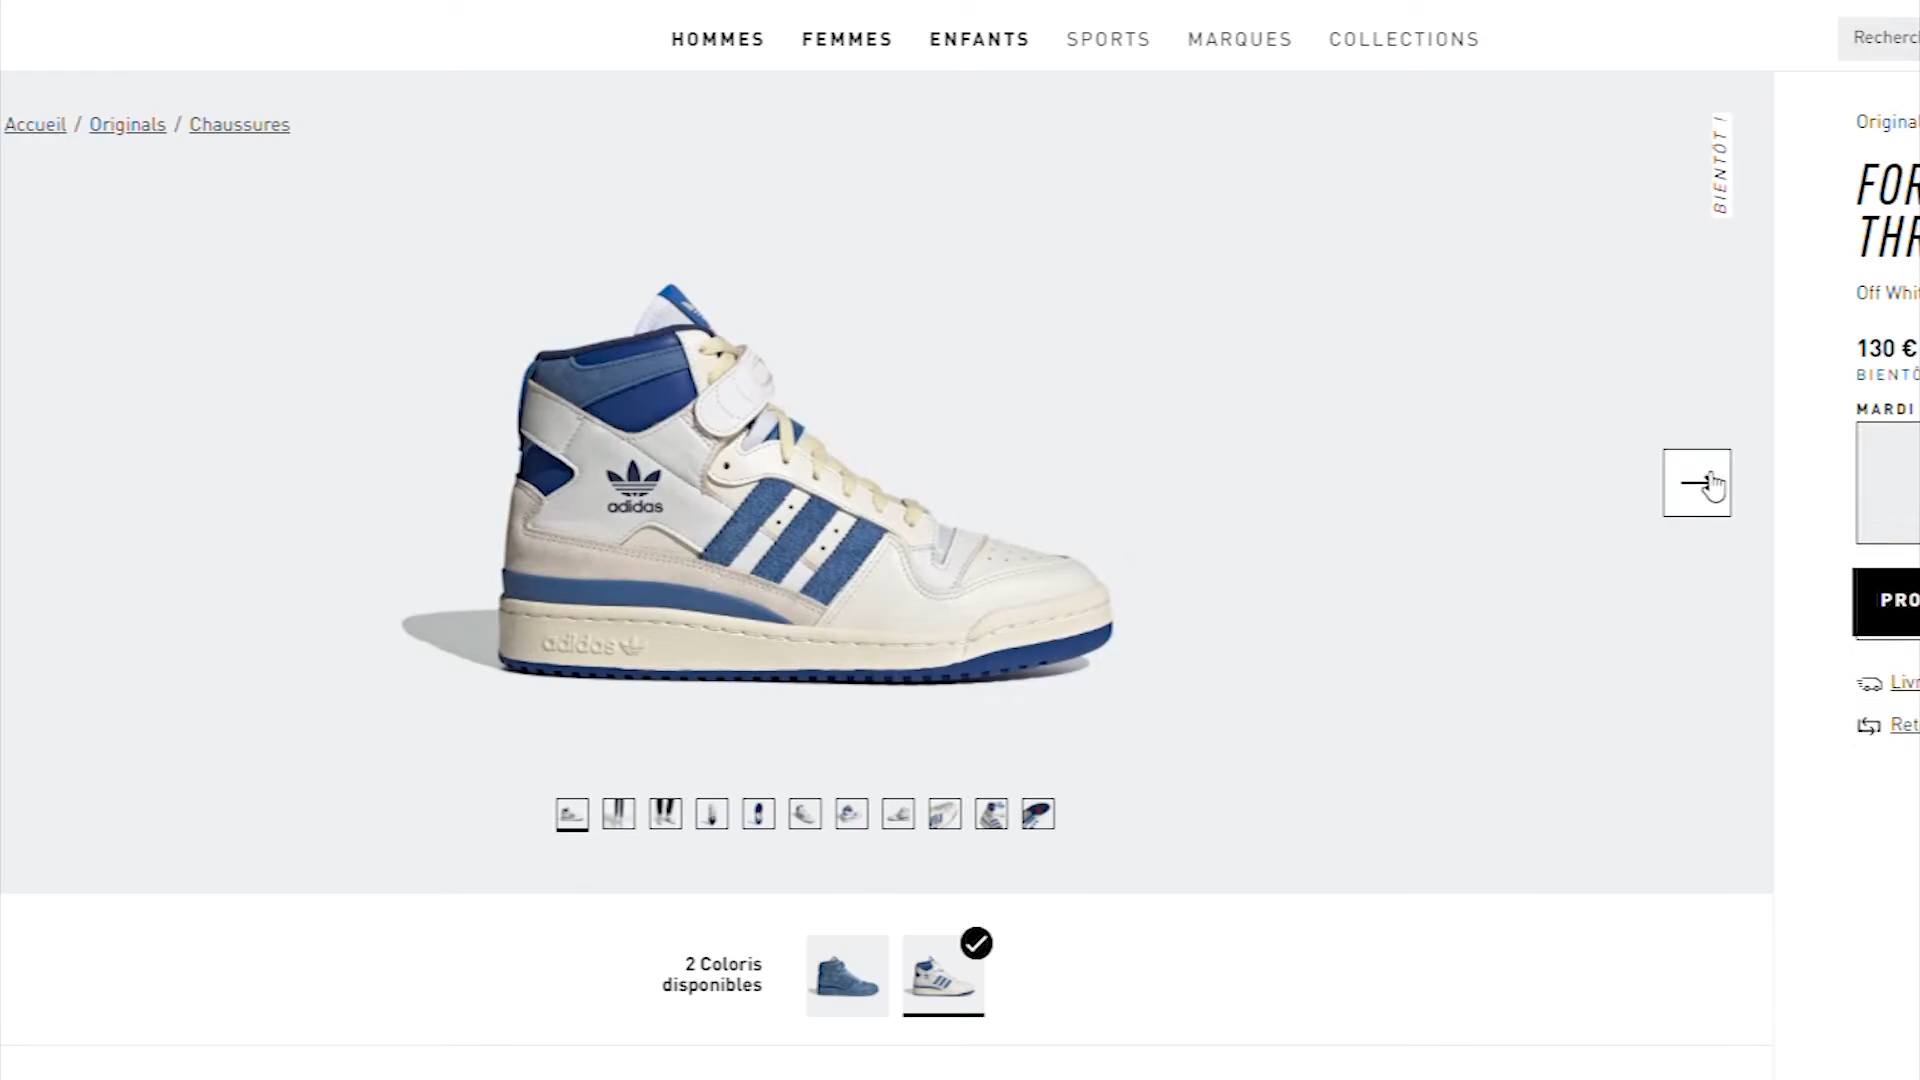 HOMMES FEMMES ENFANTS SPORTS MARQUES COLLECTIONS
Recherc
Accueil / Originals / Chaussures
BIENTÔT !
Original
FOR
THR
Off Whit
130 €
BIENTÔ
MARDI
adidas
adidas
PRO
Livr
Ret
2 Coloris
disponibles